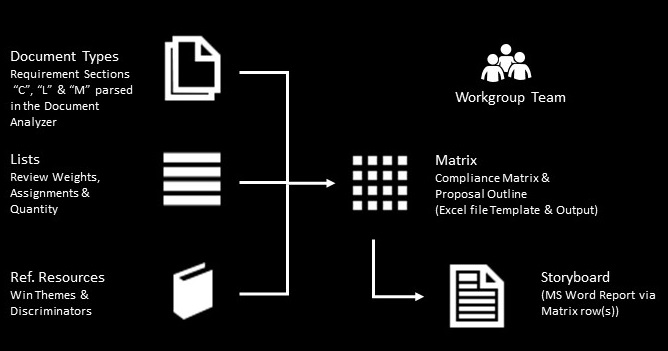 Document Types
Requirement Sections
“C”, “L” & “M” parsed
in the Document
Analyzer
Workgroup Team
Lists
Review Weights,
Assignments &
Quantity
Matrix
Compliance Matrix &
Proposal Outline
(Excel file Template & Output)
Ref. Resources
Win Themes &
Discriminators
Storyboard
(MS Word Report via
Matrix row(s))